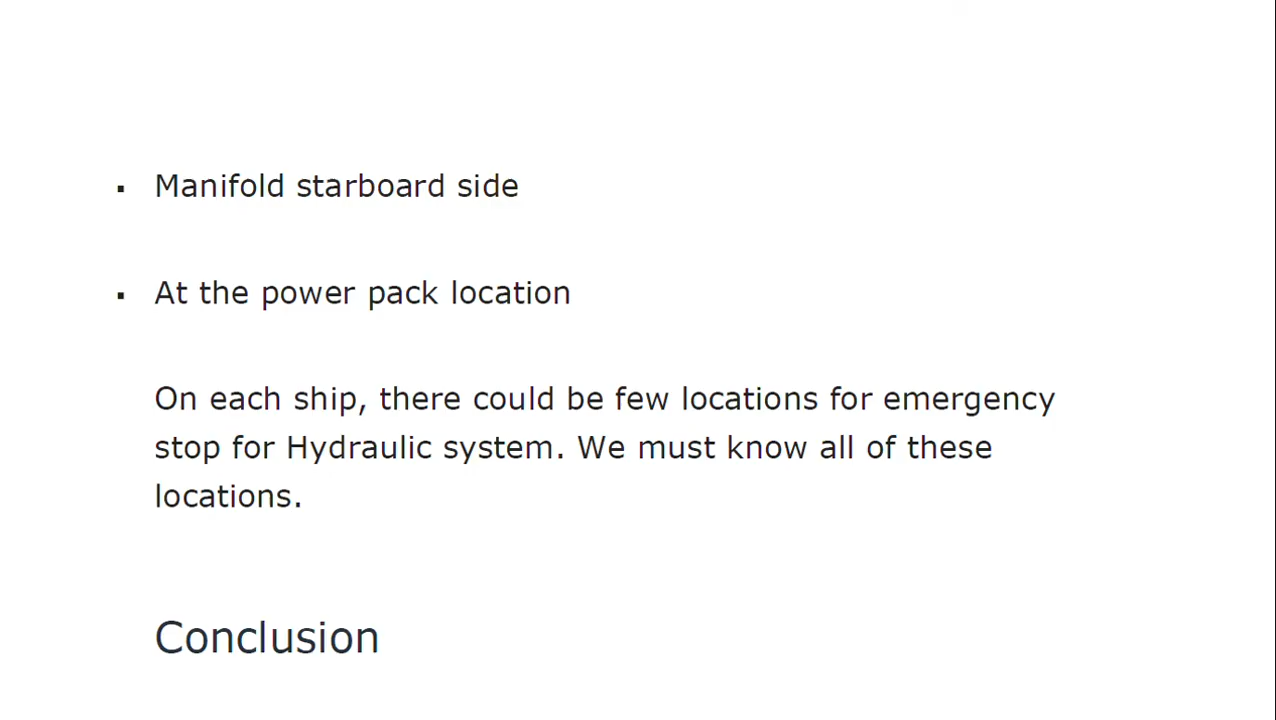 ▪ Manifold starboard side
▪ At the power pack location
On each ship, there could be few locations for emergency
stop for Hydraulic system. We must know all of these
locations.
Conclusion